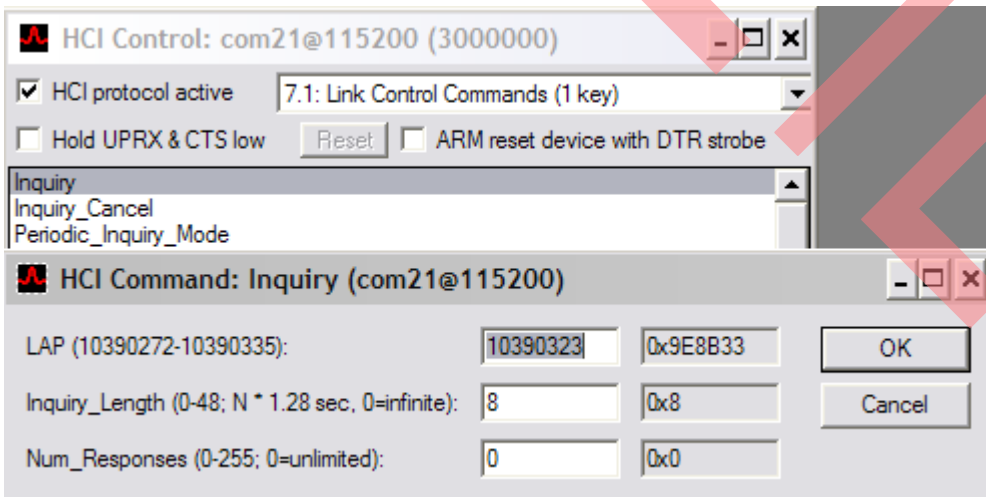 HCI Control: com21@115200 (3000000)
HCI protocol active 7.1: Link Control Commands (1 key)
Hold UPRX & CTS low Reset ARM reset device with DTR strobe
Inquiry
Inquiry_Cancel
Periodic_Inquiry_Mode
HCI Command: Inquiry (com21@115200)
LAP (10390272-10390335): 10390323 0x9E8B33 OK
Inquiry_Length (0-48; N * 1.28 sec, 0=infinite): 8 0x8 Cancel
Num_Responses (0-255; 0=unlimited): 0 0x0